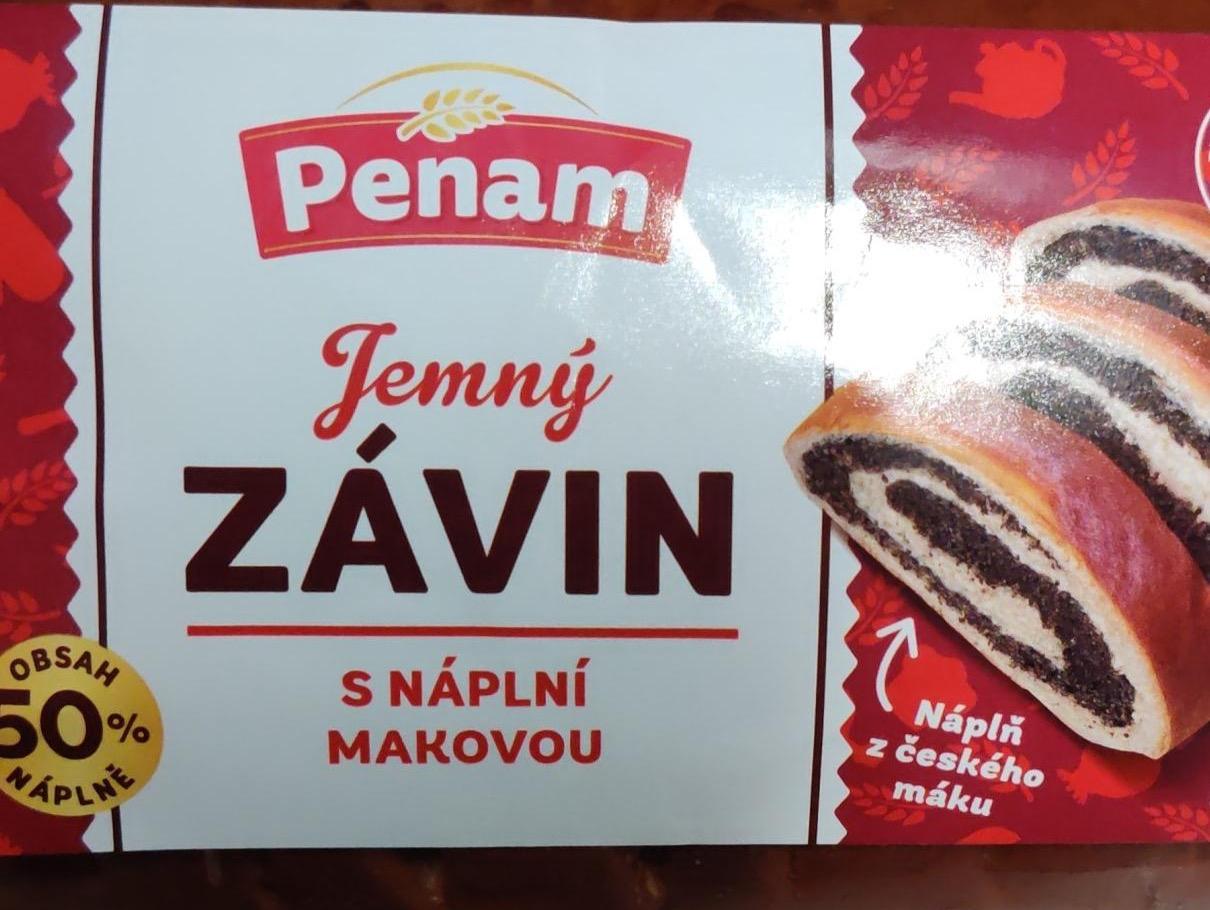 Penam
Jemný
ZÁVIN
S NÁPLNÍ
MAKOVOU
OBSAH
50%
NÁPLNĚ
Náplň
z českého
máku